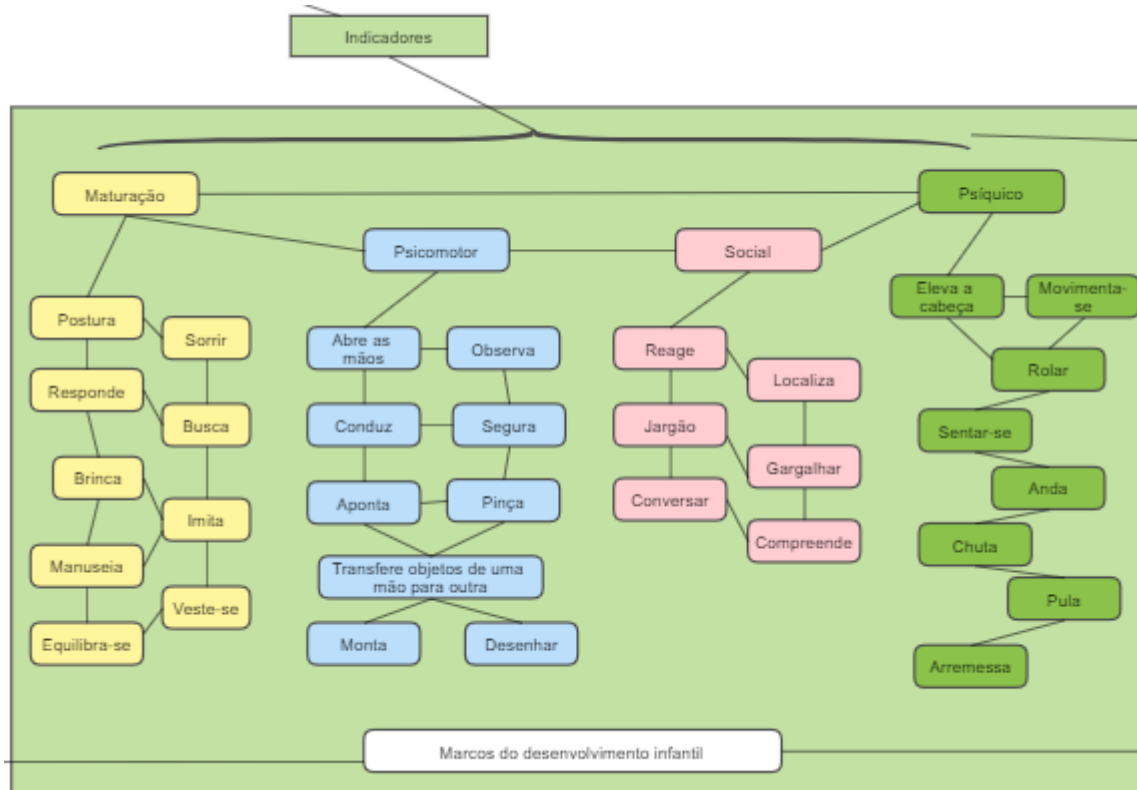 Indicadores
Maturação
Psíquico
Psicomotor
Social
Postura
Sorrir
Responde
Busca
Brinca
Imita
Manuseia
Veste-se
Equilibra-se
Abre as
mãos
Observa
Conduz
Segura
Aponta
Pinça
Transfere objetos de uma
mão para outra
Monta
Desenhar
Reage
Localiza
Jargão
Gargalhar
Conversar
Compreende
Eleva a
cabeça
Movimenta-
se
Rolar
Sentar-se
Anda
Chuta
Pula
Arremessa
Marcos do desenvolvimento infantil